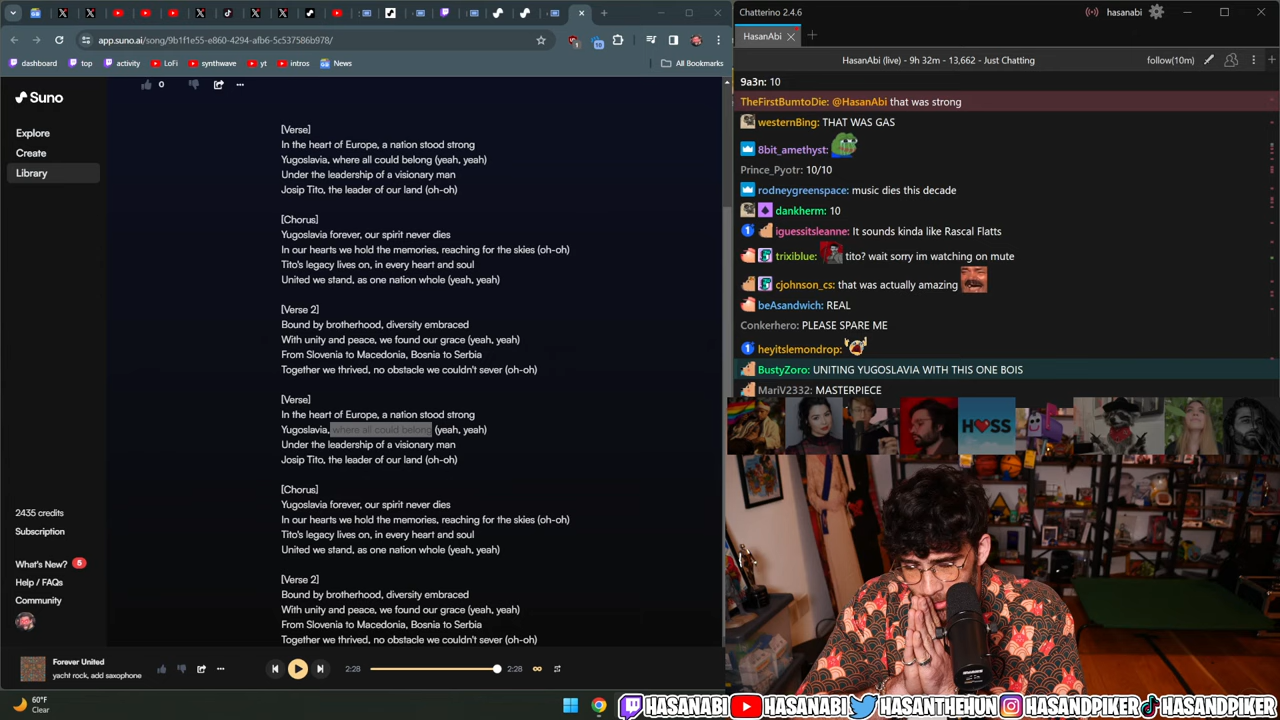 app.suno.ai/song/9b1f1e55-e860-4294-afb6-5c537586b978/
dashboard
top
activity
LoFi
synthwave
yt
intros
News
All Bookmarks
Suno
Explore
Create
Library
2435 credits
Subscription
What's New?
5
Help / FAQs
Community
0
[Verse]
In the heart of Europe, a nation stood strong
Yugoslavia, where all could belong (yeah, yeah)
Under the leadership of a visionary man
Josip Tito, the leader of our land (oh-oh)
[Chorus]
Yugoslavia forever, our spirit never dies
In our hearts we hold the memories, reaching for the skies (oh-oh)
Tito's legacy lives on, in every heart and soul
United we stand, as one nation whole (yeah, yeah)
[Verse 2]
Bound by brotherhood, diversity embraced
With unity and peace, we found our grace (yeah, yeah)
From Slovenia to Macedonia, Bosnia to Serbia
Together we thrived, no obstacle we couldn't sever (oh-oh)
[Verse]
In the heart of Europe, a nation stood strong
Yugoslavia, where all could belong (yeah, yeah)
Under the leadership of a visionary man
Josip Tito, the leader of our land (oh-oh)
[Chorus]
Yugoslavia forever, our spirit never dies
In our hearts we hold the memories, reaching for the skies (oh-oh)
Tito's legacy lives on, in every heart and soul
United we stand, as one nation whole (yeah, yeah)
[Verse 2]
Bound by brotherhood, diversity embraced
With unity and peace, we found our grace (yeah, yeah)
From Slovenia to Macedonia, Bosnia to Serbia
Together we thrived, no obstacle we couldn't sever (oh-oh)
Forever United
yacht rock, add saxophone
2:28
2:28
60°F
Clear
Chatterino 2.4.6
hasanabi
HasanAbi
HasanAbi (live) - 9h 32m - 13,662 - Just Chatting
follow(10m)
9a3n: 10
TheFirstBumtoDie: @HasanAbi that was strong
westernBing: THAT WAS GAS
8bit_amethyst:
Prince_Pyotr: 10/10
rodneygreenspace: music dies this decade
dankherm: 10
iguessitsleanne: It sounds kinda like Rascal Flatts
trixiblue: tito? wait sorry im watching on mute
cjohnson_cs: that was actually amazing
beAsandwich: REAL
Conkerhero: PLEASE SPARE ME
heyitslemondrop:
BustyZoro: UNITING YUGOSLAVIA WITH THIS ONE BOIS
MariV2332: MASTERPIECE
HOSS
HASANABI
HASANABI
HASANTHEHUN
HASANDPIKER
HASANDPIKER